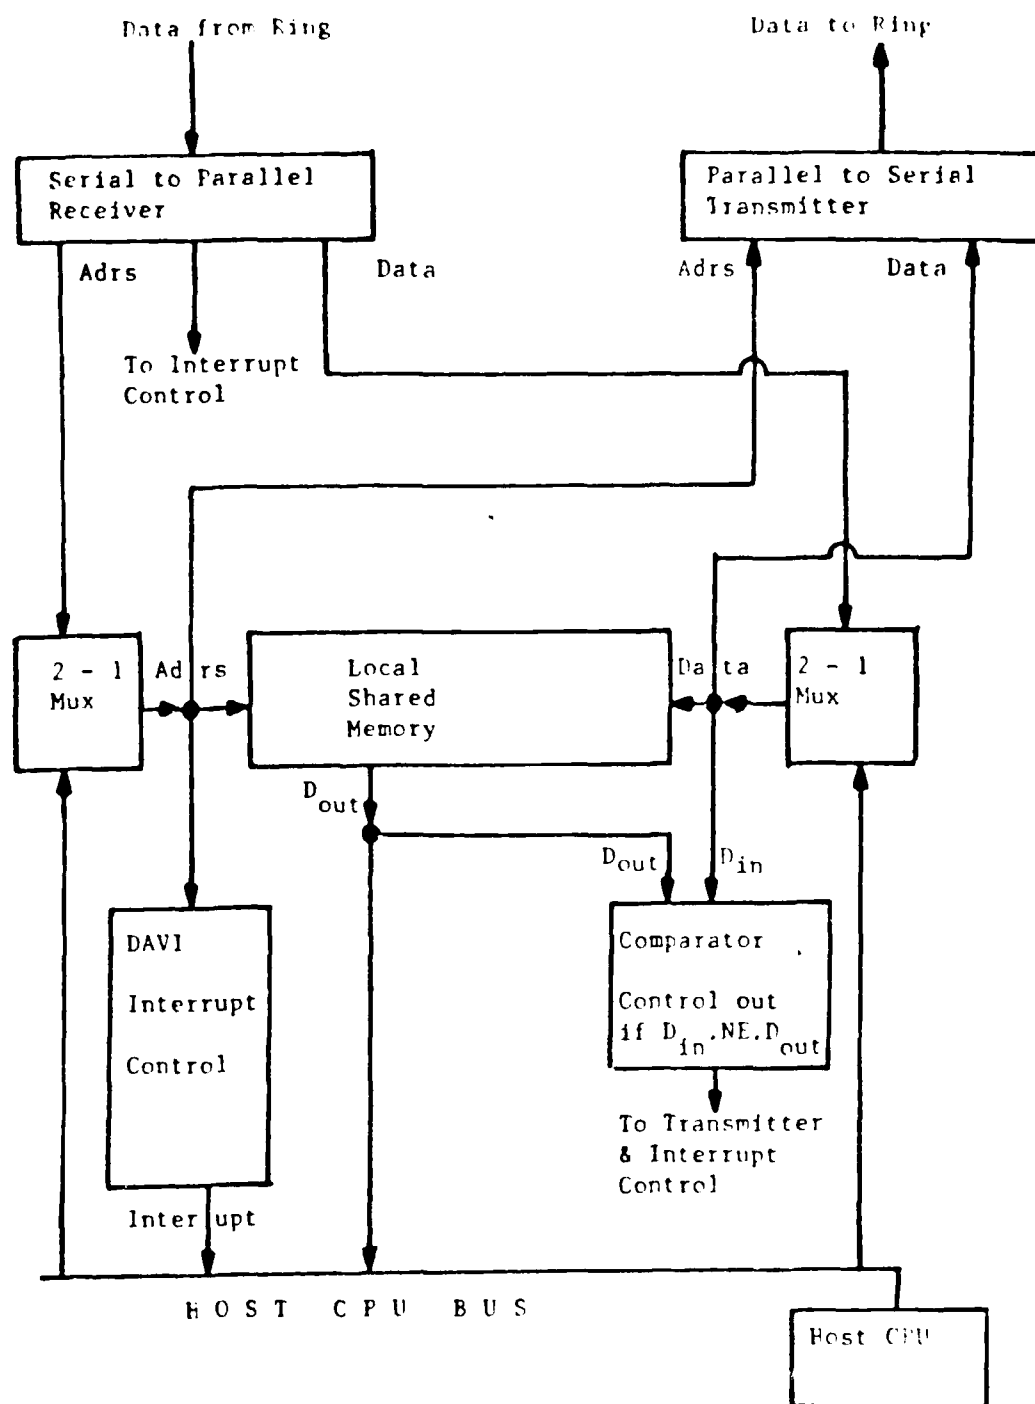 Data from Ring
Data to Ring
Serial to Parallel
Receiver
Parallel to Serial
Transmitter
Adrs
Data
Adrs
Data
To Interrupt
Control
2 - 1
Mux
Adrs
Local
Shared
Memory
Data
2 - 1
Mux
Dout
Dout
Din
DAVI
Interrupt
Control
Comparator
Control out
if Din.NE.Dout
To Transmitter
& Interrupt
Control
Interrupt
HOST CPU BUS
Host CPU